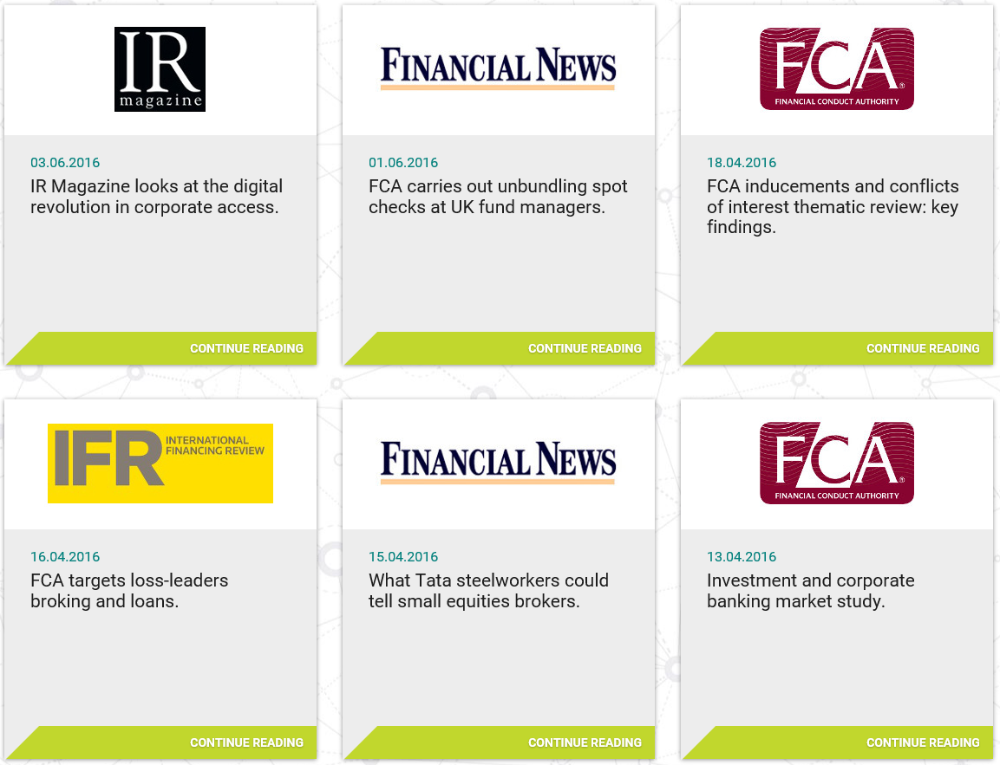 IR
magazine
03.06.2016
IR Magazine looks at the digital
revolution in corporate access.
CONTINUE READING
FINANCIAL NEWS
01.06.2016
FCA carries out unbundling spot
checks at UK fund managers.
CONTINUE READING
FCA®
FINANCIAL CONDUCT AUTHORITY
18.04.2016
FCA inducements and conflicts
of interest thematic review: key
findings.
CONTINUE READING
IFR
INTERNATIONAL
FINANCING REVIEW
16.04.2016
FCA targets loss-leaders
broking and loans.
CONTINUE READING
FINANCIAL NEWS
15.04.2016
What Tata steelworkers could
tell small equities brokers.
CONTINUE READING
FCA®
FINANCIAL CONDUCT AUTHORITY
13.04.2016
Investment and corporate
banking market study.
CONTINUE READING